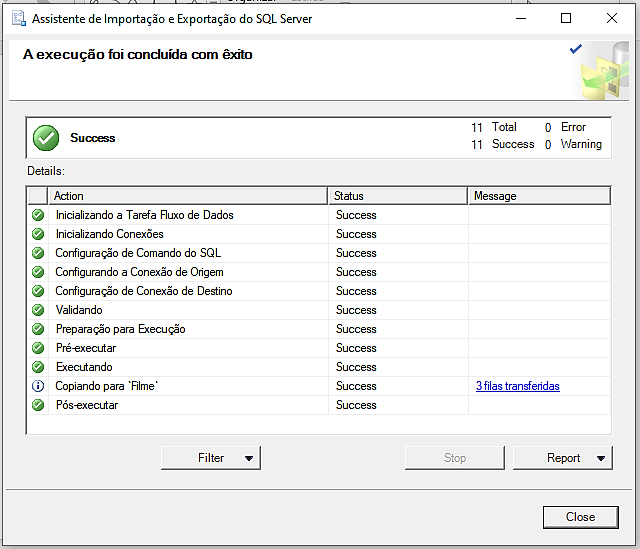 Assistente de Importação e Exportação do SQL Server
A execução foi concluída com êxito
Success
11 Total 0 Error
11 Success 0 Warning
Details:
Action Status Message
Inicializando a Tarefa Fluxo de Dados Success
Inicializando Conexões Success
Configuração de Comando do SQL Success
Configurando a Conexão de Origem Success
Configuração de Conexão de Destino Success
Validando Success
Preparação para Execução Success
Pré-executar Success
Executando Success
Copiando para `Filme` Success 3 filas transferidas
Pós-executar Success
Filter Stop Report
Close